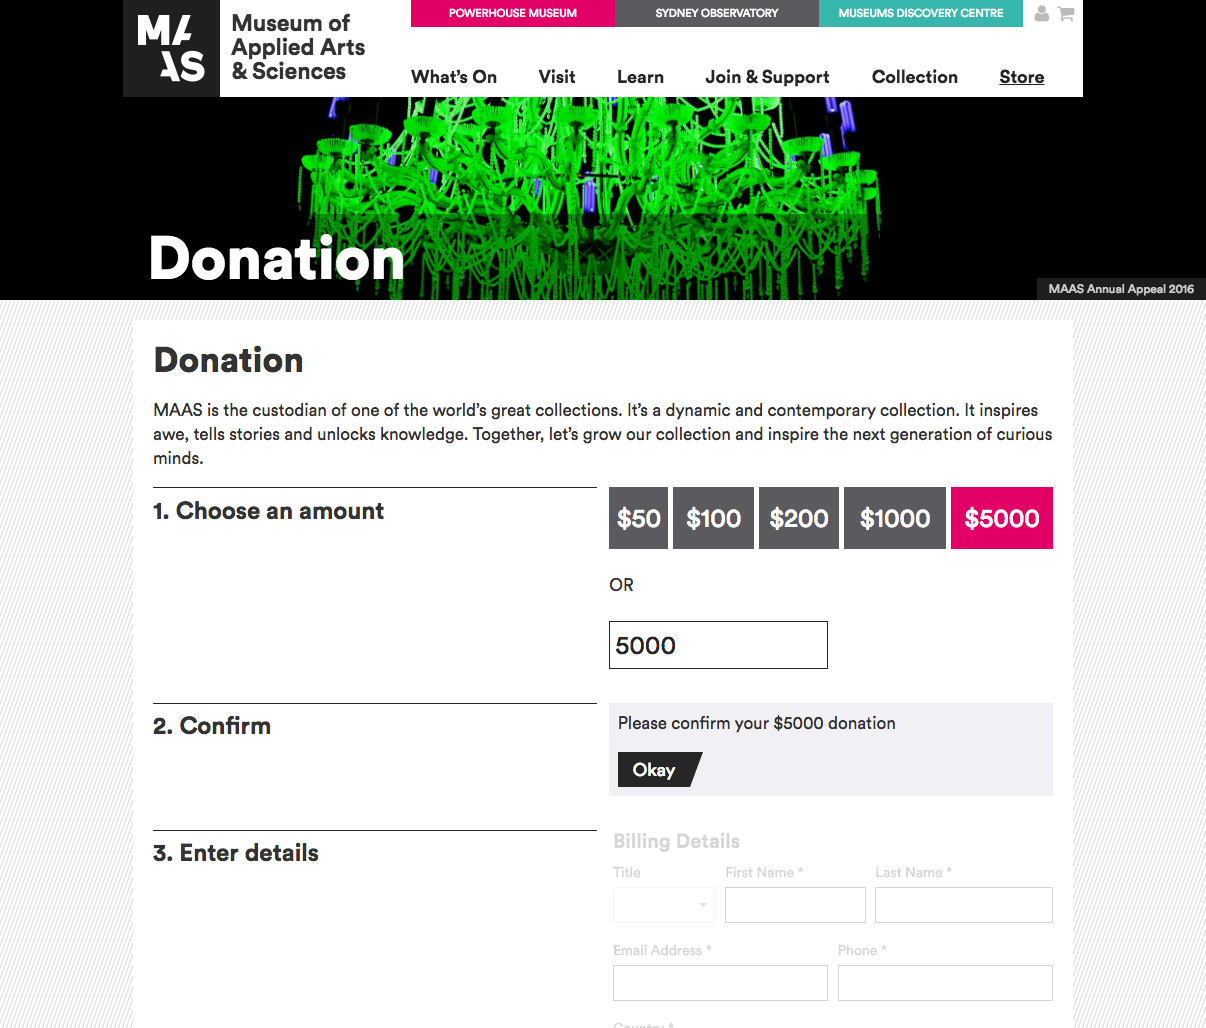 MAAS
Museum of
Applied Arts
& Sciences
POWERHOUSE MUSEUM
SYDNEY OBSERVATORY
MUSEUMS DISCOVERY CENTRE
What's On
Visit
Learn
Join & Support
Collection
Store
Donation
MAAS Annual Appeal 2016
Donation
MAAS is the custodian of one of the world's great collections. It's a dynamic and contemporary collection. It inspires
awe, tells stories and unlocks knowledge. Together, let's grow our collection and inspire the next generation of curious
minds.
1. Choose an amount
$50
$100
$200
$1000
$5000
OR
5000
2. Confirm
Please confirm your $5000 donation
Okay
3. Enter details
Billing Details
Title
First Name *
Last Name *
Email Address *
Phone *
Country *